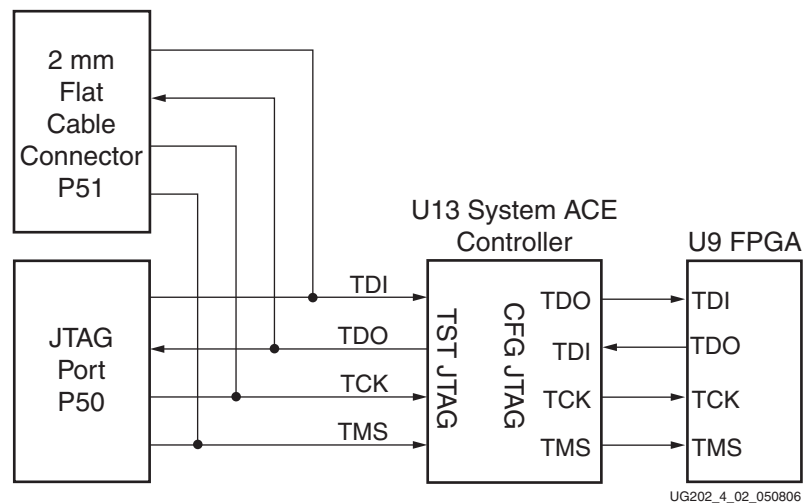 2 mm
Flat
Cable
Connector
P51
JTAG
Port
P50
TDI
TDO
TCK
TMS
U13 System ACE
Controller
TST JTAG
CFG JTAG
TDO
TDI
TCK
TMS
U9 FPGA
TDI
TDO
TCK
TMS
UG202_4_02_050806